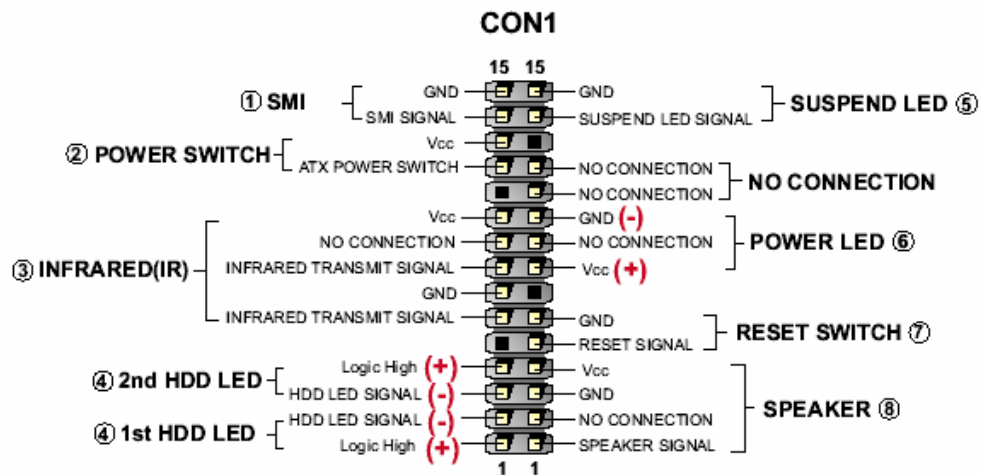 CON1
15 15
① SMI
GND
SMI SIGNAL
② POWER SWITCH
Vcc
ATX POWER SWITCH
③ INFRARED(IR)
Vcc
NO CONNECTION
INFRARED TRANSMIT SIGNAL
GND
INFRARED TRANSMIT SIGNAL
④ 2nd HDD LED
Logic High (+)
HDD LED SIGNAL (-)
④ 1st HDD LED
HDD LED SIGNAL (-)
Logic High (+)
GND
SUSPEND LED SIGNAL
SUSPEND LED ⑤
NO CONNECTION
NO CONNECTION
NO CONNECTION
GND (-)
NO CONNECTION
Vcc (+)
POWER LED ⑥
GND
RESET SIGNAL
RESET SWITCH ⑦
Vcc
GND
NO CONNECTION
SPEAKER SIGNAL
SPEAKER ⑧
1 1